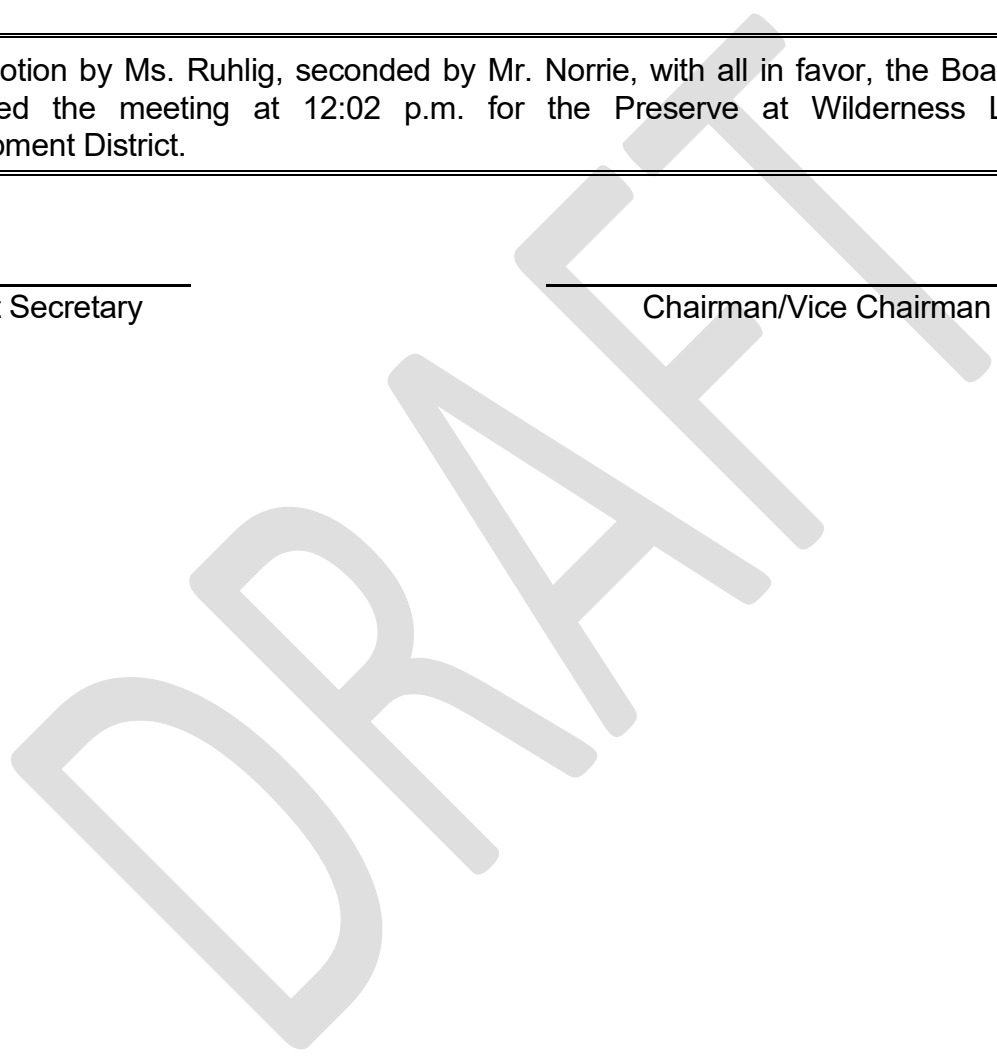 otion by Ms. Ruhlig, seconded by Mr. Norrie, with all in favor, the Boa
ed the meeting at 12:02 p.m. for the Preserve at Wilderness L
pment District.
Secretary
Chairman/Vice Chairman
DRAFT